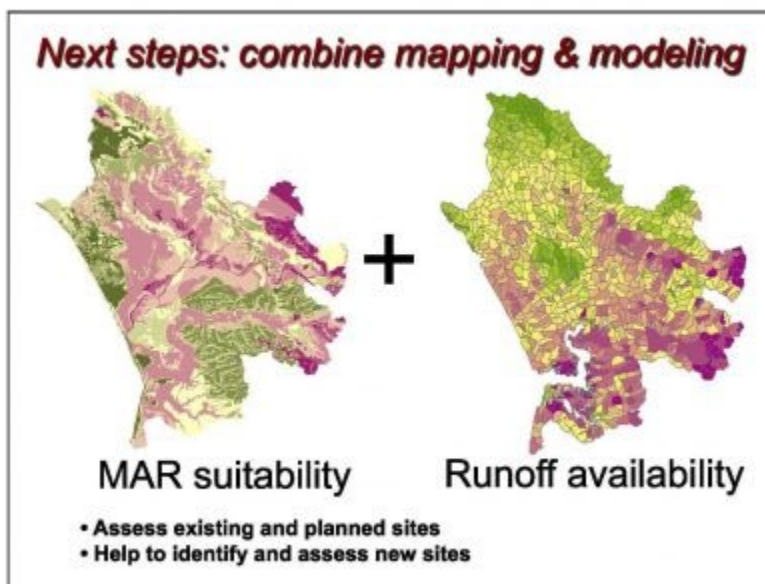 Next steps: combine mapping & modeling
+
MAR suitability
Runoff availability
• Assess existing and planned sites
• Help to identify and assess new sites